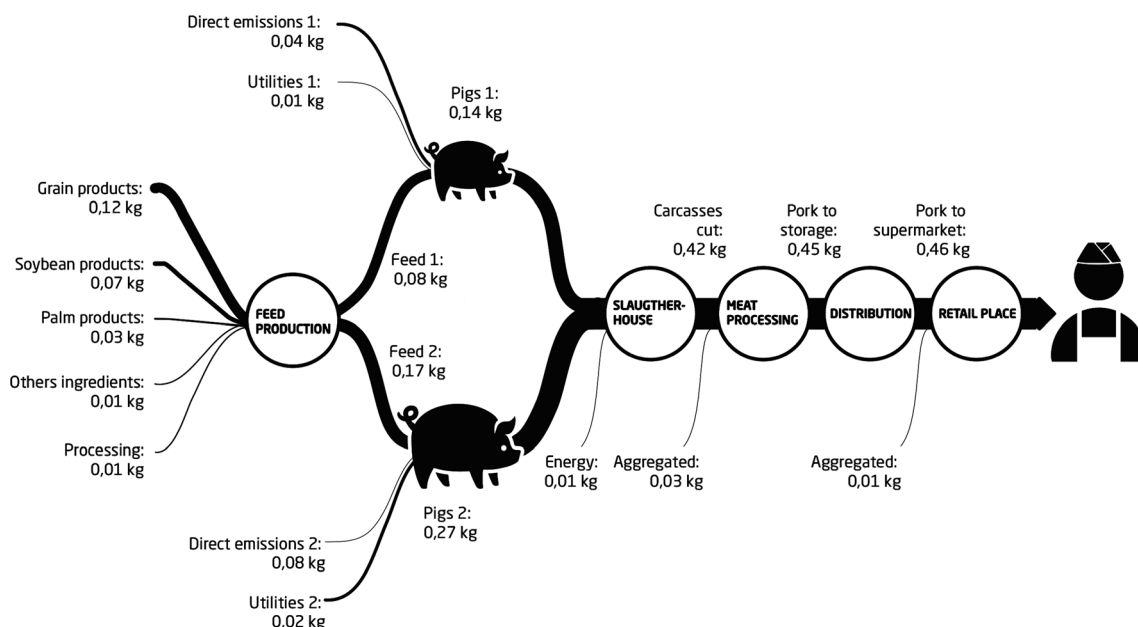 Direct emissions 1:
0,04 kg
Utilities 1:
0,01 kg
Pigs 1:
0,14 kg
Grain products:
0,12 kg
Soybean products:
0,07 kg
Palm products:
0,03 kg
Others ingredients:
0,01 kg
Processing:
0,01 kg
FEED
PRODUCTION
Feed 1:
0,08 kg
Feed 2:
0,17 kg
Pigs 2:
0,27 kg
Direct emissions 2:
0,08 kg
Utilities 2:
0,02 kg
SLAUGTHER-
HOUSE
Energy:
0,01 kg
Carcasses
cut:
0,42 kg
Aggregated:
0,03 kg
MEAT
PROCESSING
Pork to
storage:
0,45 kg
DISTRIBUTION
Pork to
supermarket:
0,46 kg
Aggregated:
0,01 kg
RETAIL PLACE